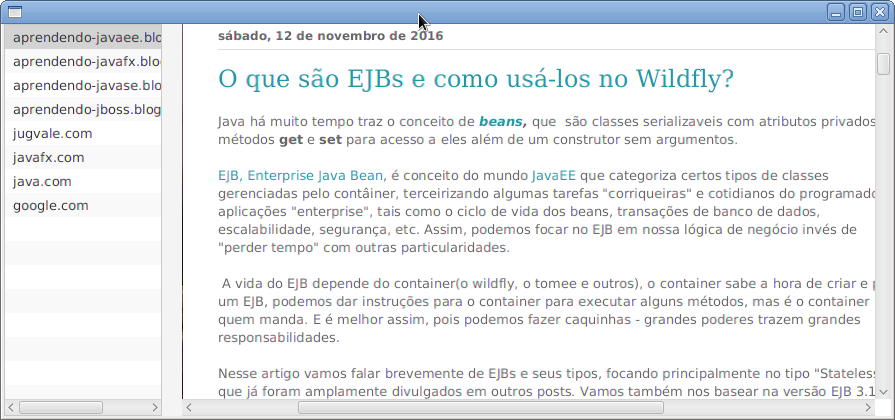 aprendendo-javaee.blo
aprendendo-javafx.blo
aprendendo-javase.blo
aprendendo-jboss.blog
jugvale.com
javafx.com
java.com
google.com
sábado, 12 de novembro de 2016
O que são EJBs e como usá-los no Wildfly?
Java há muito tempo traz o conceito de beans, que são classes serializaveis com atributos privados
métodos get e set para acesso a eles além de um construtor sem argumentos.
EJB, Enterprise Java Bean, é conceito do mundo JavaEE que categoriza certos tipos de classes
gerenciadas pelo contâiner, terceirizando algumas tarefas "corriqueiras" e cotidianos do programado
aplicações "enterprise", tais como o ciclo de vida dos beans, transações de banco de dados,
escalabilidade, segurança, etc. Assim, podemos focar no EJB em nossa lógica de negócio invés de
"perder tempo" com outras particularidades.
A vida do EJB depende do container(o wildfly, o tomee e outros), o container sabe a hora de criar e
um EJB, podemos dar instruções para o container para executar alguns métodos, mas é o container
quem manda. E é melhor assim, pois podemos fazer caquinhas - grandes poderes trazem grandes
responsabilidades.
Nesse artigo vamos falar brevemente de EJBs e seus tipos, focando principalmente no tipo "Stateless
que já foram amplamente divulgados em outros posts. Vamos também nos basear na versão EJB 3.1